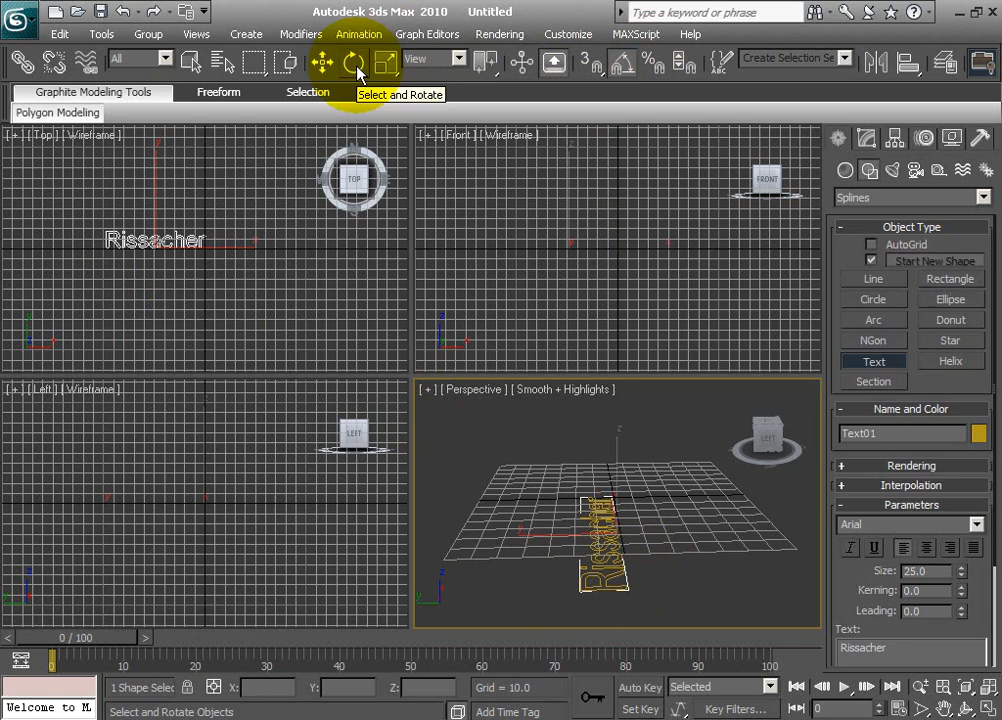 Autodesk 3ds Max 2010 Untitled
Type a keyword or phrase
Edit Tools Group Views Create Modifiers Animation Graph Editors Rendering Customize MAXScript Help
All View 3 Create Selection Se
Graphite Modeling Tools Freeform Selection Select and Rotate
Polygon Modeling
[ + ] [ Top ] [ Wireframe ]
TOP
Rissacher
[ + ] [ Front ] [ Wireframe ]
FRONT
[ + ] [ Left ] [ Wireframe ]
LEFT
[ + ] [ Perspective ] [ Smooth + Highlights ]
LEFT
Rissacher
Splines
- Object Type
AutoGrid
Start New Shape
Line Rectangle
Circle Ellipse
Arc Donut
NGon Star
Text Helix
Section
- Name and Color
Text01
+ Rendering
+ Interpolation
- Parameters
Arial
I U
Size: 25.0
Kerning: 0.0
Leading: 0.0
Text:
Rissacher
< 0 / 100 >
0 10 20 30 40 50 60 70 80 90 100
1 Shape Selec X: Y: Z: Grid = 10.0 Auto Key Selected
Welcome to M. Select and Rotate Objects Add Time Tag Set Key Key Filters... 0